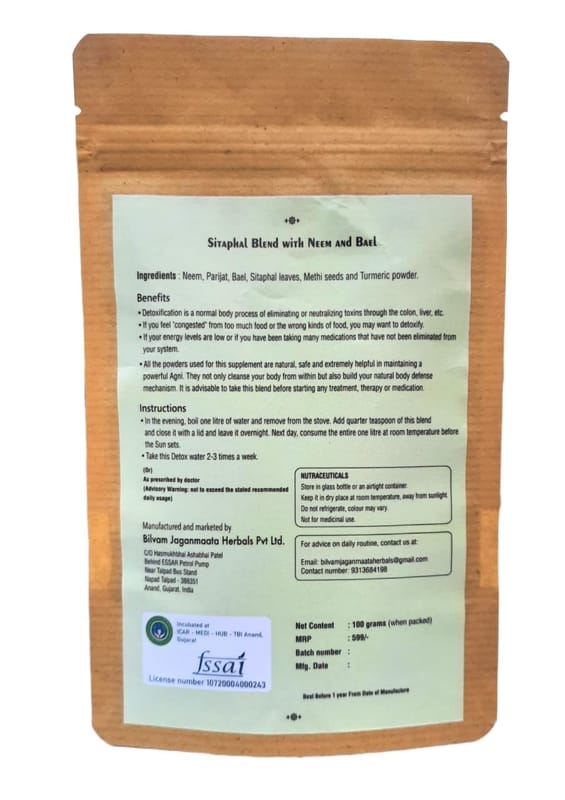 Sitaphal Blend with Neem and Bael
Ingredients : Neem, Parijat, Bael, Sitaphal leaves, Methi seeds and Turmeric powder.
Benefits
• Detoxification is a normal body process of eliminating or neutralizing toxins through the colon, liver, etc.
• If you feel 'congested' from too much food or the wrong kinds of food, you may want to detoxify.
• If your energy levels are low or if you have been taking many medications that have not been eliminated from
your system.
• All the powders used for this supplement are natural, safe and extremely helpful in maintaining a
powerful Agni. They not only cleanse your body from within but also build your natural body defense
mechanism. It is advisable to take this blend before starting any treatment, therapy or medication.
Instructions
• In the evening, boil one litre of water and remove from the stove. Add quarter teaspoon of this blend
and close it with a lid and leave it overnight. Next day, consume the entire one litre at room temperature before
the Sun sets.
• Take this Detox water 2-3 times a week.
(Or)
As prescribed by doctor
(Advisory Warning: not to exceed the stated recommended
daily usage)
NUTRACEUTICALS
Store in glass bottle or an airtight container.
Keep it in dry place at room temperature, away from sunlight.
Do not refrigerate, colour may vary.
Not for medicinal use.
Manufactured and marketed by
Bilvam Jaganmaata Herbals Pvt Ltd.
C/O Hasmukhbhai Ashabhai Patel
Behind ESSAR Petrol Pump
Near Talpad Bus Stand
Napad Talpad - 388351
Anand, Gujarat, India
For advice on daily routine, contact us at:
Email: bilvamjaganmaataherbals@gmail.com
Contact number: 9313684198
Incubated at
ICAR - MEDI - HUB - TBI Anand,
Gujarat
fssai
License number 10720004000243
Net Content : 100 grams (when packed)
MRP : 599/-
Batch number :
Mfg. Date :
Best Before 1 year From Date of Manufacture